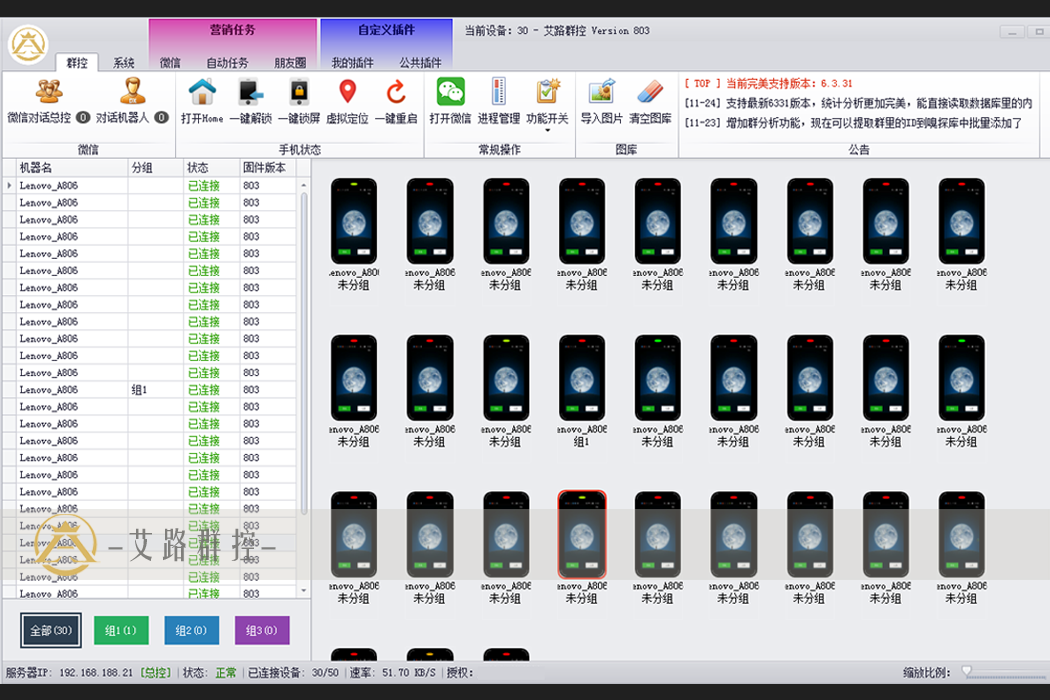 营销任务 自定义插件 当前设备: 30 - 艾路群控 Version 803
群控 系统 微信 自动任务 朋友圈 我的插件 公共插件
微信对话总控 0 对话机器人 0 打开Home 一键解锁 一键锁屏 虚拟定位 一键重启 打开微信 进程管理 功能开关 导入图片 清空图库
[ TOP ] 当前完美支持版本: 6.3.31
[11-24] 支持最新6331版本，统计分析更加完美，能直接读取数据库里的内
[11-23] 增加群分析功能，现在可以提取群里的ID到嗅探库中批量添加了
微信 手机状态 常规操作 图库 公告
机器名 分组 状态 固件版本
Lenovo_A806 已连接 803
Lenovo_A806 已连接 803
Lenovo_A806 已连接 803
Lenovo_A806 已连接 803
Lenovo_A806 已连接 803
Lenovo_A806 已连接 803
Lenovo_A806 已连接 803
Lenovo_A806 已连接 803
Lenovo_A806 已连接 803
Lenovo_A806 已连接 803
Lenovo_A806 已连接 803
Lenovo_A806 已连接 803
Lenovo_A806 组1 已连接 803
Lenovo_A806 已连接 803
Lenovo_A806 已连接 803
Lenovo_A806 已连接 803
Lenovo_A806 已连接 803
Lenovo_A806 已连接 803
Lenovo_A806 已连接 803
Lenovo_A806 已连接 803
Lenovo_A806 已连接 803
Lenovo_A806 已连接 803
Lenovo_A806 已连接 803
Lenovo_A806 已连接 803
Lenovo_A806 已连接 803
enovo_A80 enovo_A806 enovo_A806 enovo_A806 enovo_A806 enovo_A806 enovo_A806 enovo_A806 enovo_A806
未分组 未分组 未分组 未分组 未分组 未分组 未分组 未分组 未分组
enovo_A806 enovo_A806 enovo_A806 enovo_A806 enovo_A806 enovo_A806 enovo_A806 enovo_A806 enovo_A806
未分组 未分组 未分组 组1 未分组 未分组 未分组 未分组 未分组
enovo_A806 enovo_A806 enovo_A806 enovo_A806 enovo_A806 enovo_A806 enovo_A806 enovo_A806 enovo_A806
未分组 未分组 未分组 未分组 未分组 未分组 未分组 未分组 未分组
-艾路群控-
全部(30) 组1(1) 组2(0) 组3(0)
服务器IP: 192.168.188.21 [总控] | 状态: 正常 | 已连接设备: 30/50 | 速率: 51.70 KB/S | 授权: 缩放比例: